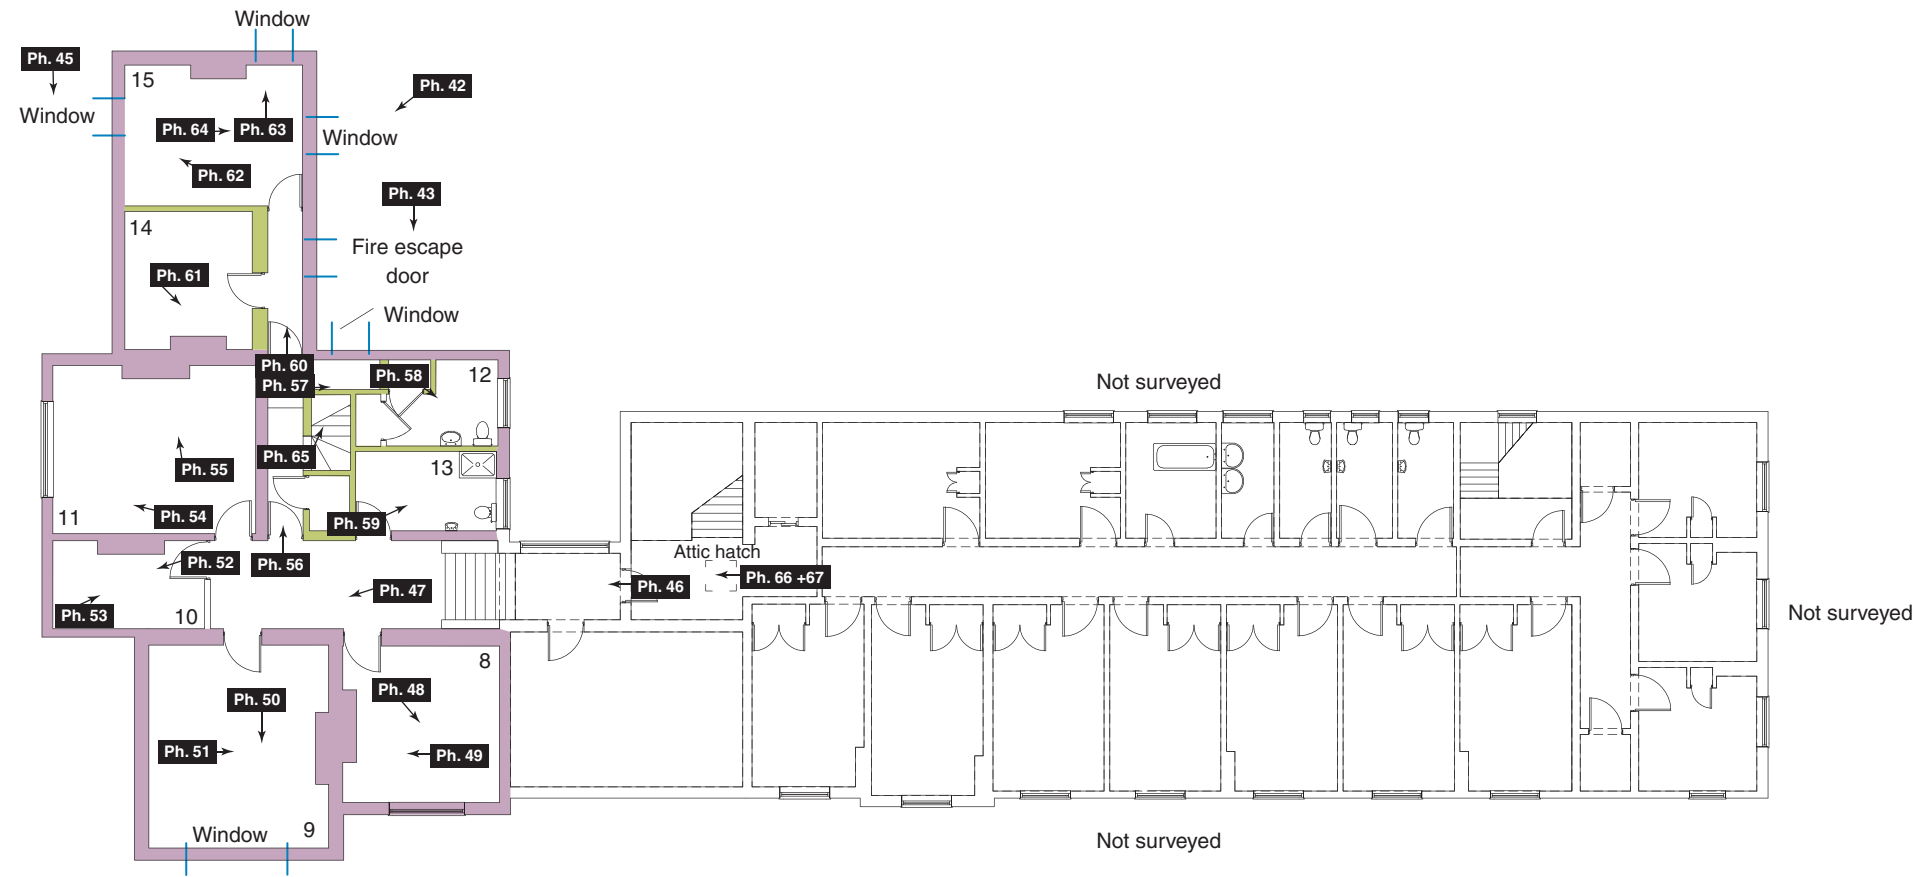 Window
Ph. 45
15
Ph. 42
Window
Ph. 64
Ph. 63
Window
Ph. 62
Ph. 43
14
Fire escape
door
Ph. 61
Window
Ph. 60
Ph. 57
Ph. 58
12
Not surveyed
Ph. 65
13
Ph. 55
11
Ph. 54
Ph. 59
Attic hatch
Ph. 52
Ph. 56
Ph. 66 +67
Ph. 46
Ph. 47
Ph. 53
10
Not surveyed
8
Ph. 48
Ph. 50
Ph. 51
Ph. 49
Window
9
Not surveyed